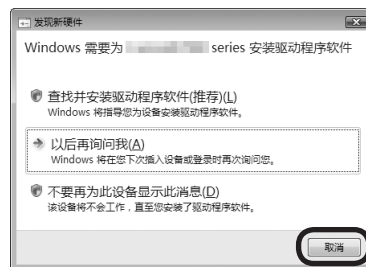 发现新硬件
Windows 需要为 series 安装驱动程序软件
查找并安装驱动程序软件(推荐)(L)
Windows 将指导您为设备安装驱动程序软件。
以后再询问我(A)
Windows 将在您下次插入设备或登录时再次询问您。
不要再为此设备显示此消息(D)
该设备将不会工作，直至您安装了驱动程序软件。
取消